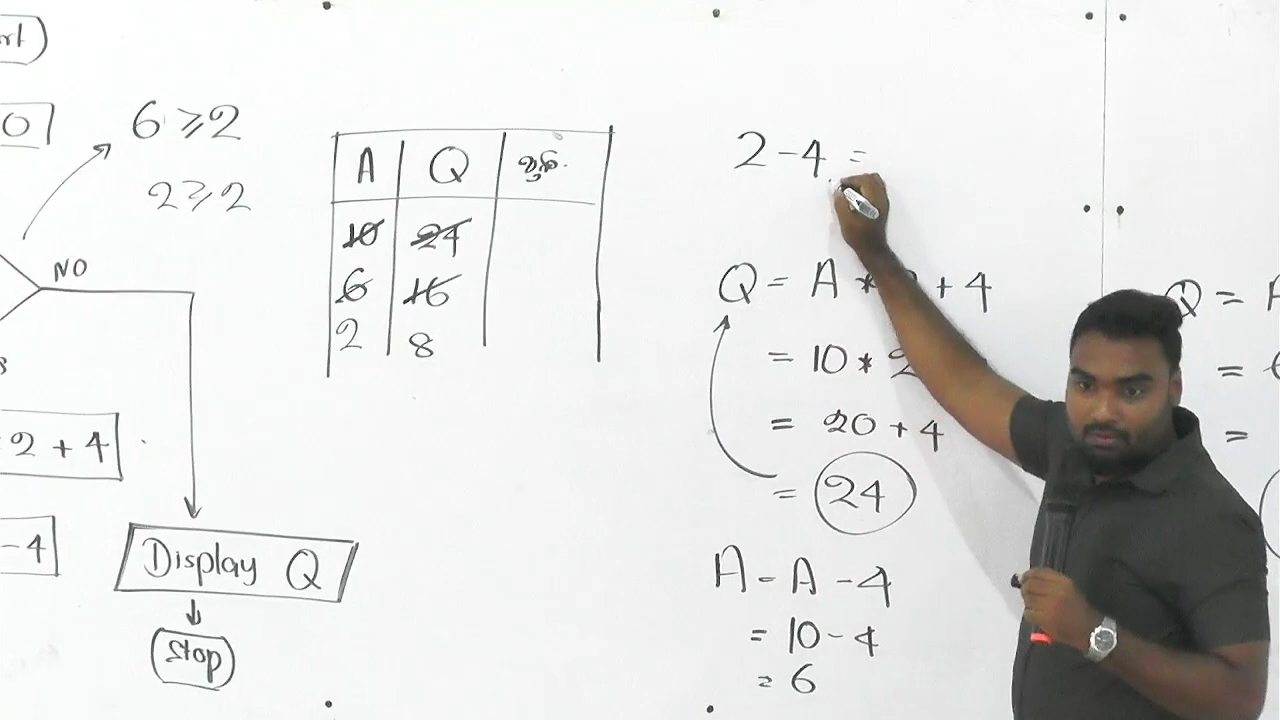 6 ≥ 2
2 ≥ 2
0
NO
2 + 4
- 4
Display Q
Stop
A Q
10 24
6 16
2 8
2 - 4 =
Q = A * 2 + 4
= 10 * 2
= 20 + 4
= 24
A = A - 4
= 10 - 4
= 6
Q =
=
=